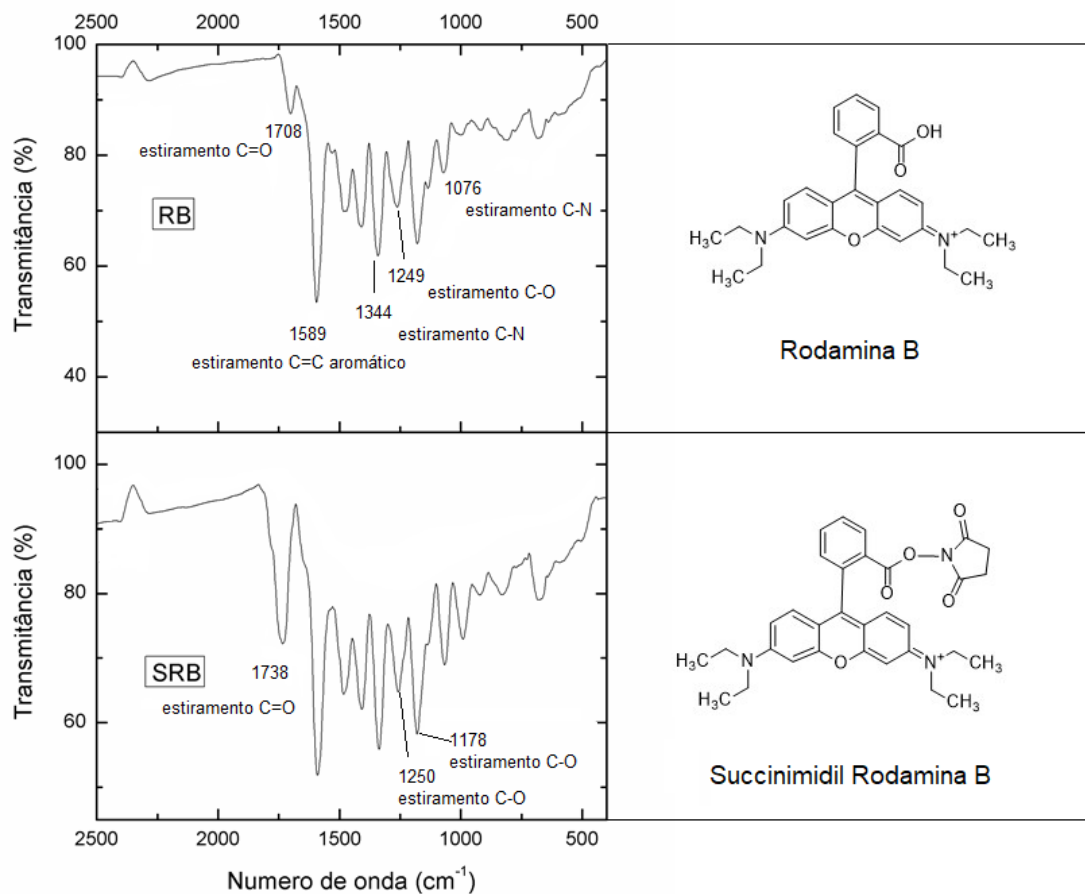 2500 2000 1500 1000 500
100
80
60
40
Transmitância (%)
RB
1708
estiramento C=O
1589
estiramento C=C aromático
1344
estiramento C-N
1249
estiramento C-O
1076
estiramento C-N
OH
O
H₃C
N
H₃C
O
N⁺
CH₃
CH₃
Rodamina B
100
80
60
Transmitância (%)
SRB
1738
estiramento C=O
1178
estiramento C-O
1250
estiramento C-O
O
O
N
O
O
H₃C
N
H₃C
O
N⁺
CH₃
CH₃
Succinimidil Rodamina B
2500 2000 1500 1000 500
Numero de onda (cm⁻¹)